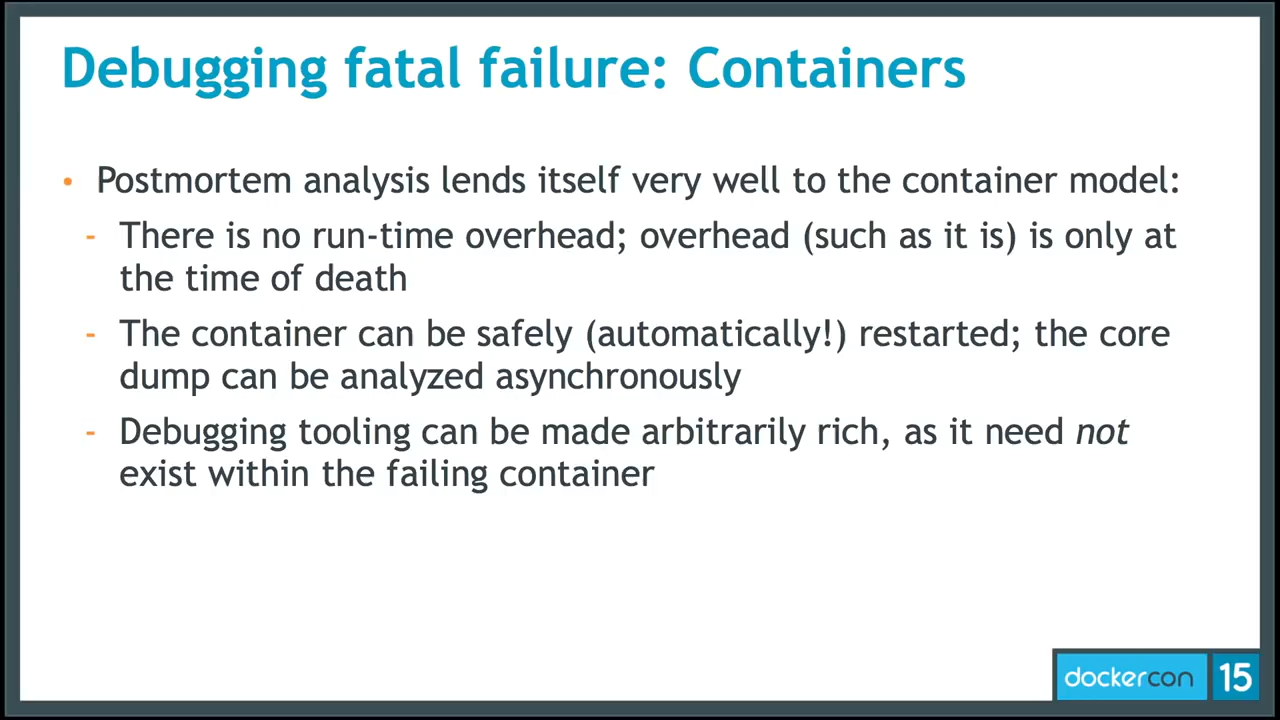 Debugging fatal failure: Containers
• Postmortem analysis lends itself very well to the container model:
- There is no run-time overhead; overhead (such as it is) is only at
the time of death
- The container can be safely (automatically!) restarted; the core
dump can be analyzed asynchronously
- Debugging tooling can be made arbitrarily rich, as it need not
exist within the failing container
dockercon 15